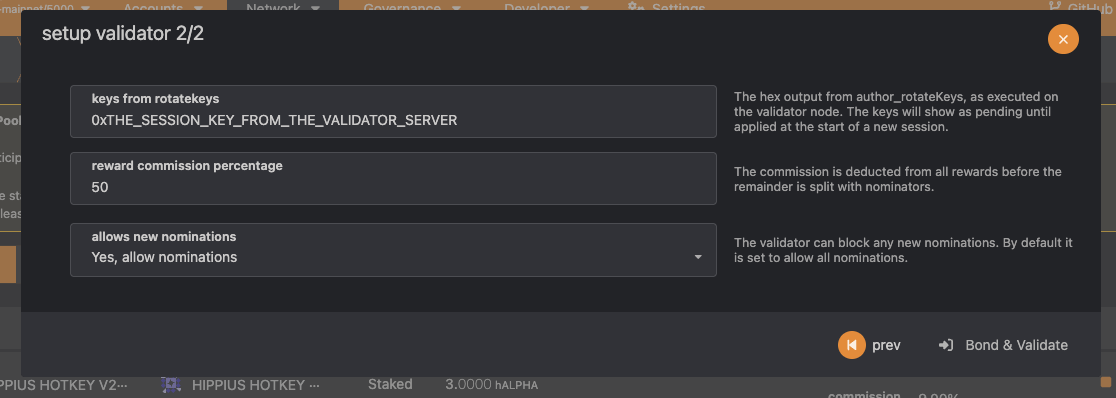 -mainnet/5000 Accounts Network Governance Developer Settings GitHub
setup validator 2/2
keys from rotatekeys
0xTHE_SESSION_KEY_FROM_THE_VALIDATOR_SERVER
The hex output from author_rotateKeys, as executed on
the validator node. The keys will show as pending until
applied at the start of a new session.
Pool
reward commission percentage
50
The commission is deducted from all rewards before the
remainder is split with nominators.
ticip
e sta
leas
allows new nominations
Yes, allow nominations
The validator can block any new nominations. By default it
is set to allow all nominations.
prev
Bond & Validate
PPIUS HOTKEY V2··· HIPPIUS HOTKEY ··· Staked 3.0000 hALPHA
commission